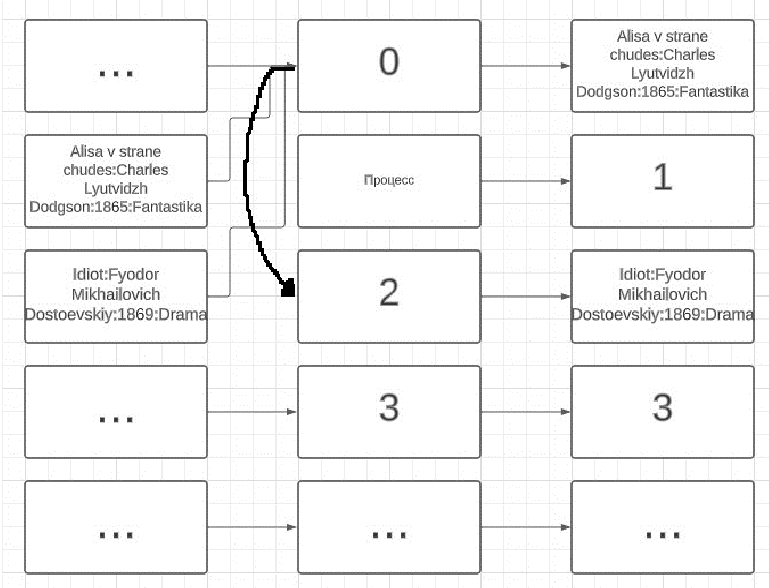 ...
0
Alisa v strane
chudes:Charles
Lyutvidzh
Dodgson:1865:Fantastika
Alisa v strane
chudes:Charles
Lyutvidzh
Dodgson:1865:Fantastika
Процесс
1
Idiot:Fyodor
Mikhailovich
Dostoevskiy:1869:Drama
2
Idiot:Fyodor
Mikhailovich
Dostoevskiy:1869:Drama
...
3
3
...
...
...